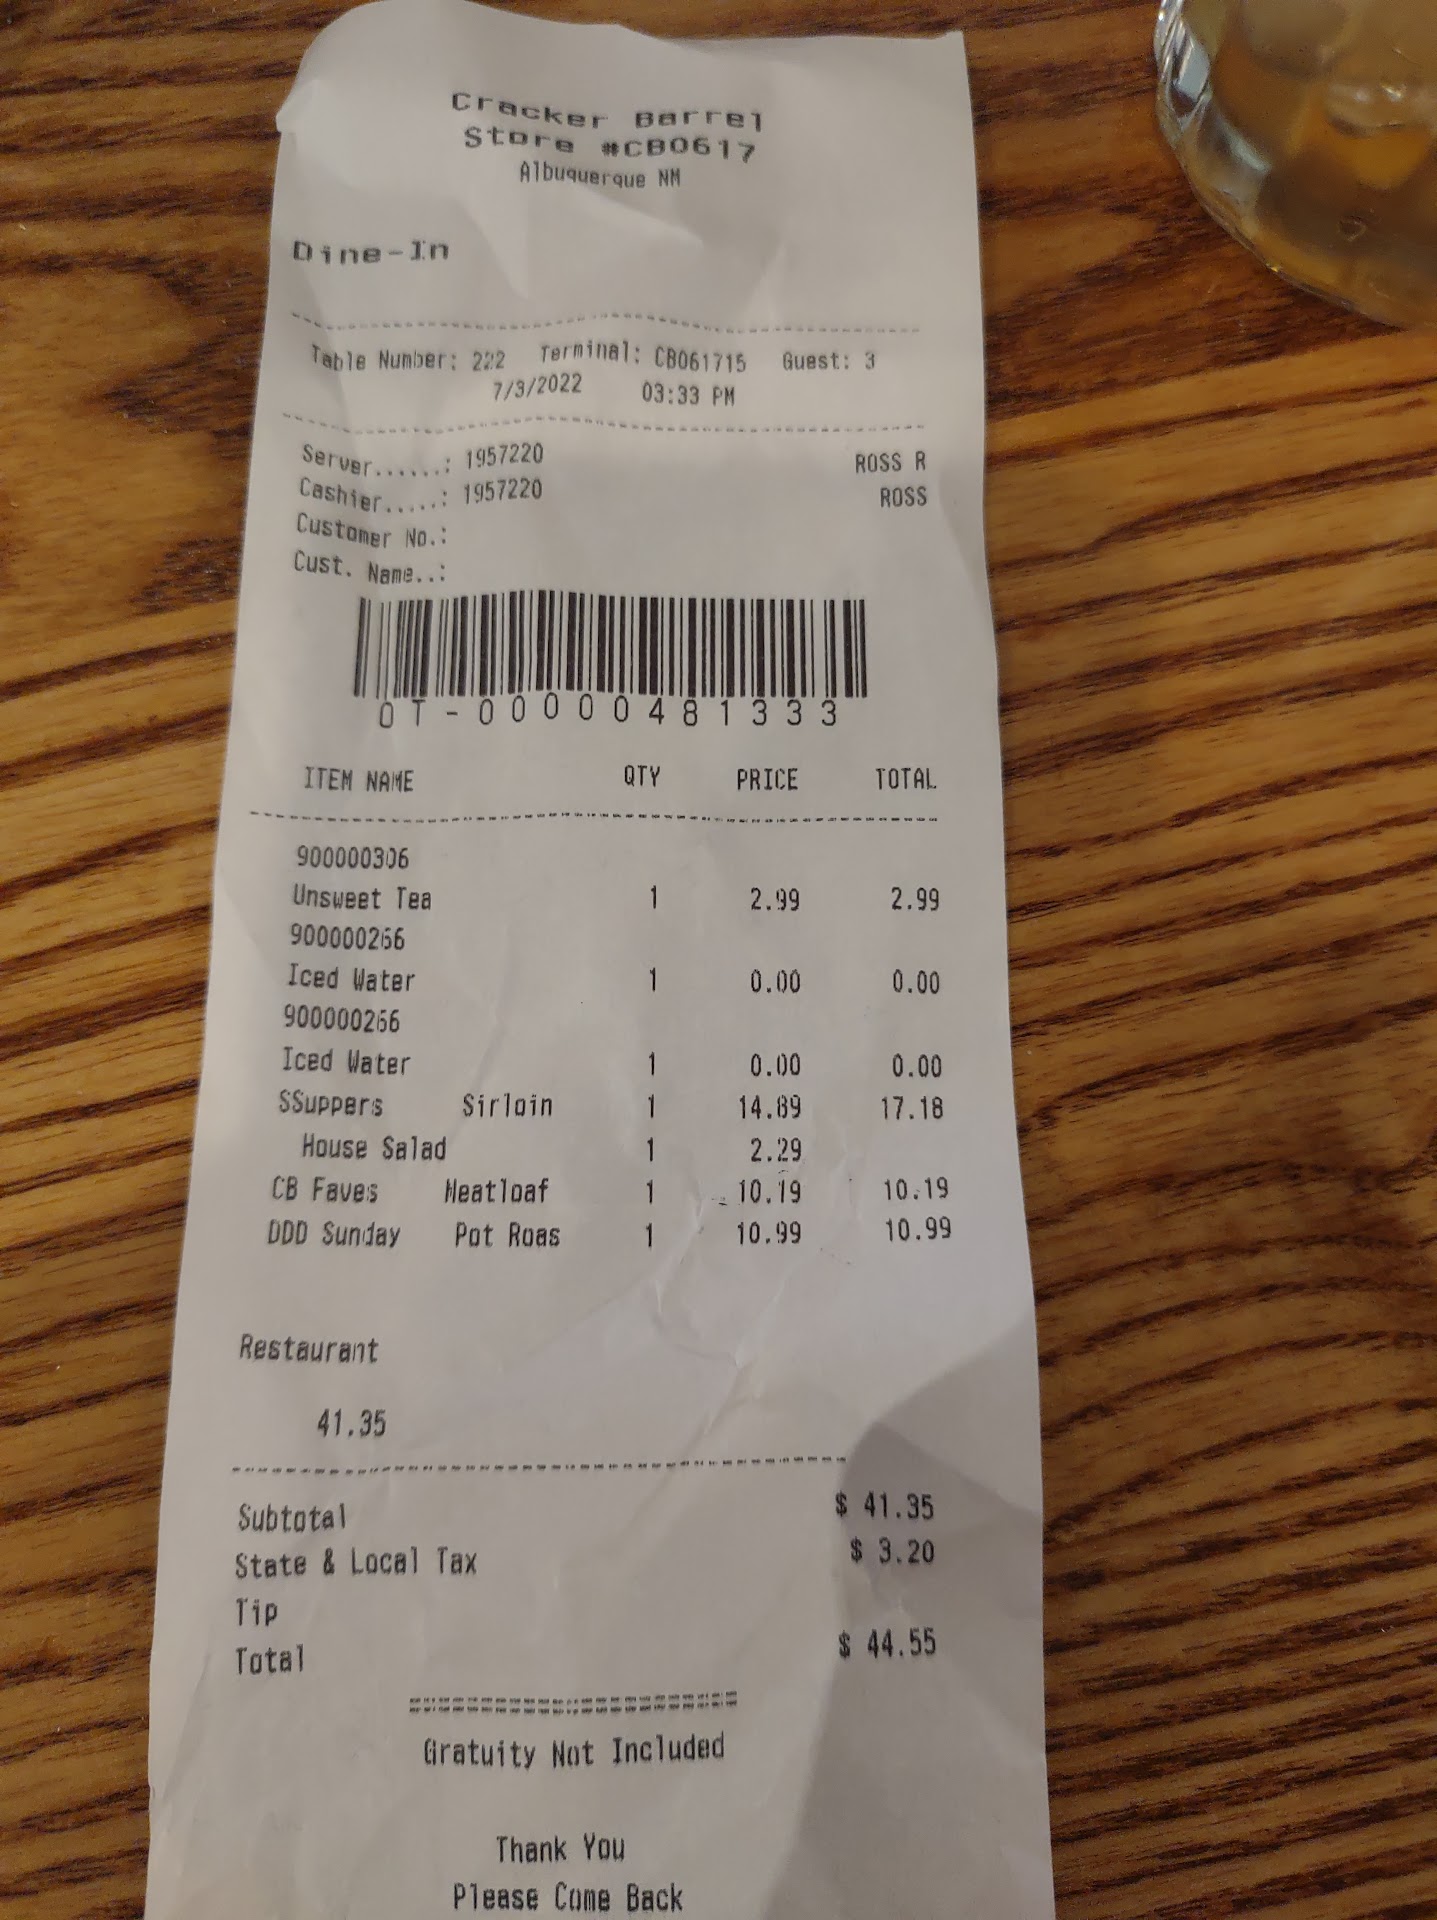 Cracker Barrel
Store #CB0617
Albuquerque NM
Dine-In
Table Number: 222 Terminal: CB061715 Guest: 3
7/3/2022 03:33 PM
Server......: 1957220 ROSS R
Cashier.....: 1957220 ROSS
Customer No.:
Cust. Name..:
OT-00000481333
ITEM NAME QTY PRICE TOTAL
900000306
Unsweet Tea 1 2.99 2.99
900000266
Iced Water 1 0.00 0.00
900000266
Iced Water 1 0.00 0.00
SSuppers Sirloin 1 14.89 17.18
House Salad 1 2.29
CB Faves Meatloaf 1 10.19 10.19
DDD Sunday Pot Roas 1 10.99 10.99
Restaurant
41.35
Subtotal $ 41.35
State & Local Tax $ 3.20
Tip
Total $ 44.55
Gratuity Not Included
Thank You
Please Come Back